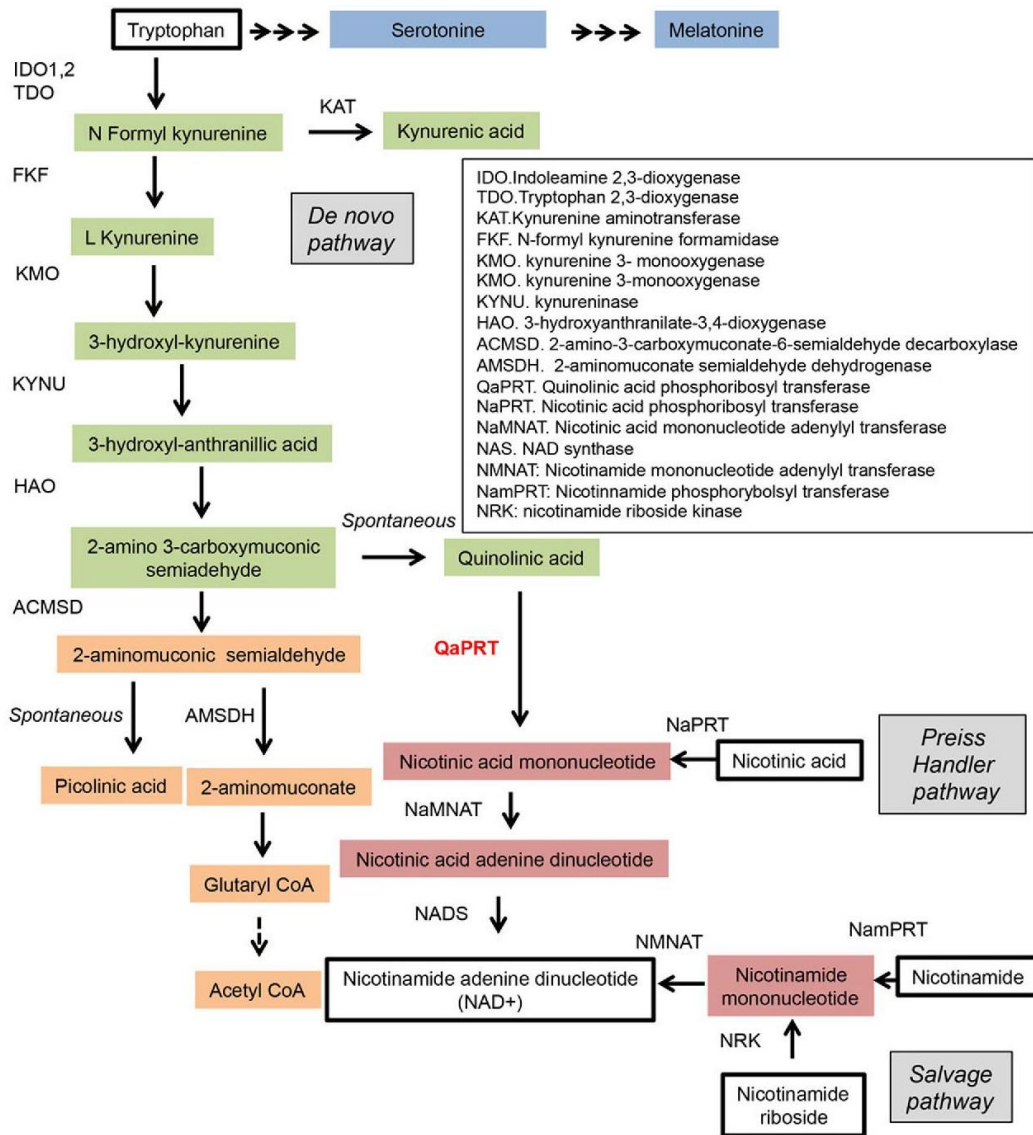 Tryptophan
Serotonine
Melatonine
IDO1,2
TDO
KAT
N Formyl kynurenine
Kynurenic acid
FKF
De novo
pathway
L Kynurenine
KMO
3-hydroxyl-kynurenine
KYNU
3-hydroxyl-anthranillic acid
HAO
IDO.Indoleamine 2,3-dioxygenase
TDO.Tryptophan 2,3-dioxygenase
KAT.Kynurenine aminotransferase
FKF. N-formyl kynurenine formamidase
KMO. kynurenine 3- monooxygenase
KMO. kynurenine 3-monooxygenase
KYNU. kynureninase
HAO. 3-hydroxyanthranilate-3,4-dioxygenase
ACMSD. 2-amino-3-carboxymuconate-6-semialdehyde decarboxylase
AMSDH.  2-aminomuconate semialdehyde dehydrogenase
QaPRT. Quinolinic acid phosphoribosyl transferase
NaPRT. Nicotinic acid phosphoribosyl transferase
NaMNAT. Nicotinic acid mononucleotide adenylyl transferase
NAS. NAD synthase
NMNAT: Nicotinamide mononucleotide adenylyl transferase
NamPRT: Nicotinnamide phosphorybolsyl transferase
NRK: nicotinamide riboside kinase
Spontaneous
2-amino 3-carboxymuconic
semiadehyde
Quinolinic acid
ACMSD
2-aminomuconic  semialdehyde
QaPRT
Spontaneous
AMSDH
NaPRT
Nicotinic acid mononucleotide
Nicotinic acid
Preiss
Handler
pathway
Picolinic acid
2-aminomuconate
NaMNAT
Nicotinic acid adenine dinucleotide
Glutaryl CoA
NADS
NMNAT
NamPRT
Acetyl CoA
Nicotinamide adenine dinucleotide
(NAD+)
Nicotinamide
mononucleotide
Nicotinamide
NRK
Nicotinamide
riboside
Salvage
pathway